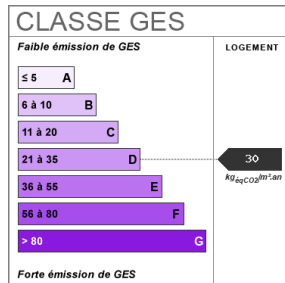 CLASSE GES
Faible émission de GES
LOGEMENT
≤ 5 A
6 à 10 B
11 à 20 C
21 à 35 D
30
kgéqCO2/m².an
36 à 55 E
56 à 80 F
> 80 G
Forte émission de GES